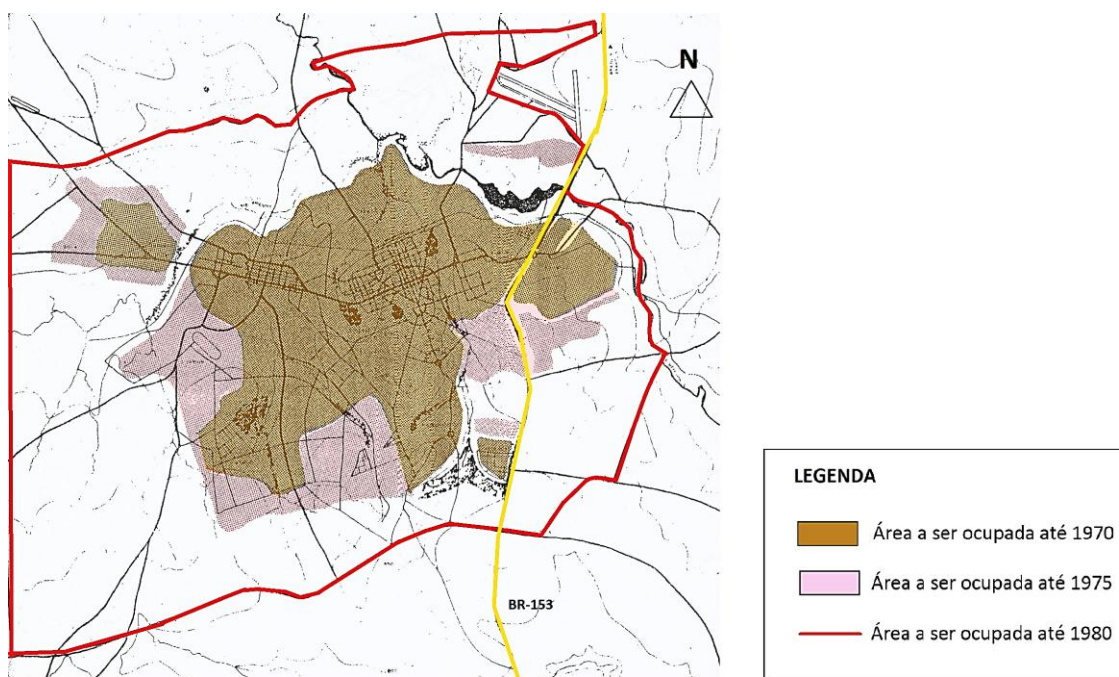 N
BR-153
LEGENDA
Área a ser ocupada até 1970
Área a ser ocupada até 1975
Área a ser ocupada até 1980